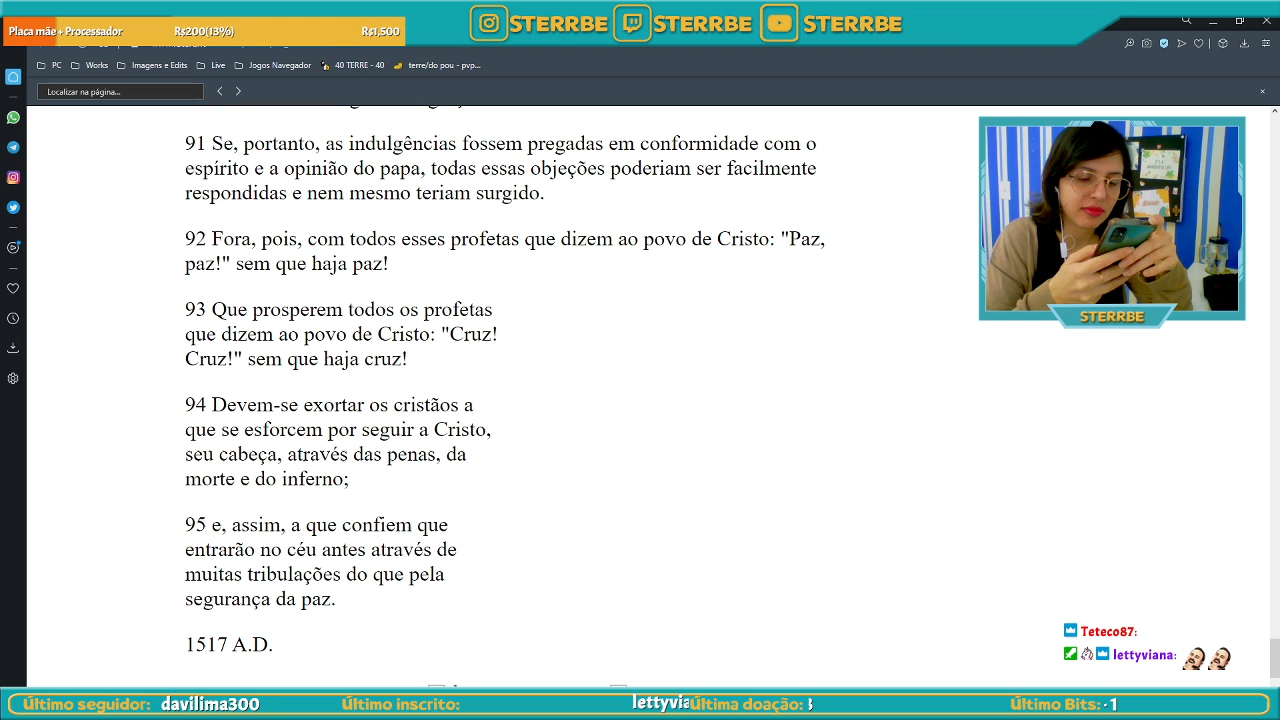 STERRBE STERRBE STERRBE
Placa mãe + Processador R$200(13%) R$1,500
PC Works Imagens e Edits Live Jogos Navegador 40 TERRE - 40 terre/do pou - pvp...
Localizar na página...
91 Se, portanto, as indulgências fossem pregadas em conformidade com o
espírito e a opinião do papa, todas essas objeções poderiam ser facilmente
respondidas e nem mesmo teriam surgido.
92 Fora, pois, com todos esses profetas que dizem ao povo de Cristo: "Paz,
paz!" sem que haja paz!
93 Que prosperem todos os profetas
que dizem ao povo de Cristo: "Cruz!
Cruz!" sem que haja cruz!
94 Devem-se exortar os cristãos a
que se esforcem por seguir a Cristo,
seu cabeça, através das penas, da
morte e do inferno;
95 e, assim, a que confiem que
entrarão no céu antes através de
muitas tribulações do que pela
segurança da paz.
1517 A.D.
STERRBE
Teteco87:
lettyviana:
Último seguidor: davilima300 Último inscrito: lettyvia Última doação: Último Bits: - 1